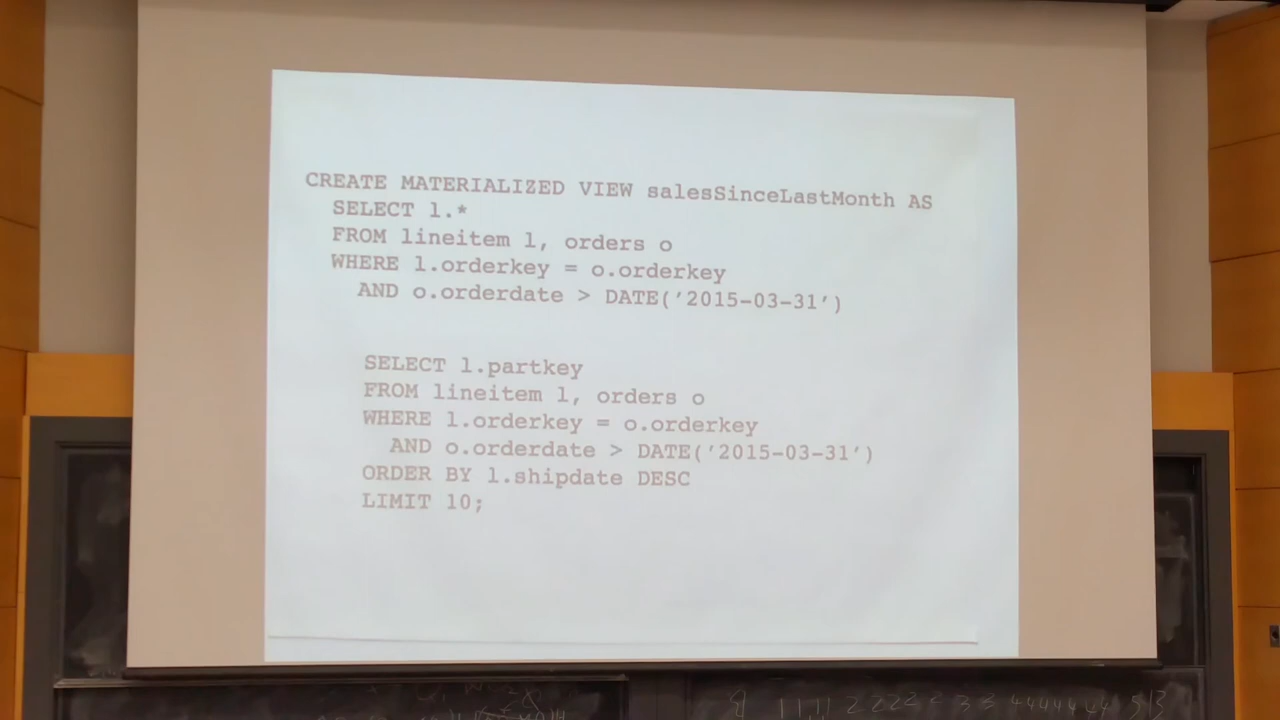 CREATE MATERIALIZED VIEW salesSinceLastMonth AS
SELECT l.*
FROM lineitem l, orders o
WHERE l.orderkey = o.orderkey
AND o.orderdate > DATE('2015-03-31')
SELECT l.partkey
FROM lineitem l, orders o
WHERE l.orderkey = o.orderkey
AND o.orderdate > DATE('2015-03-31')
ORDER BY l.shipdate DESC
LIMIT 10;